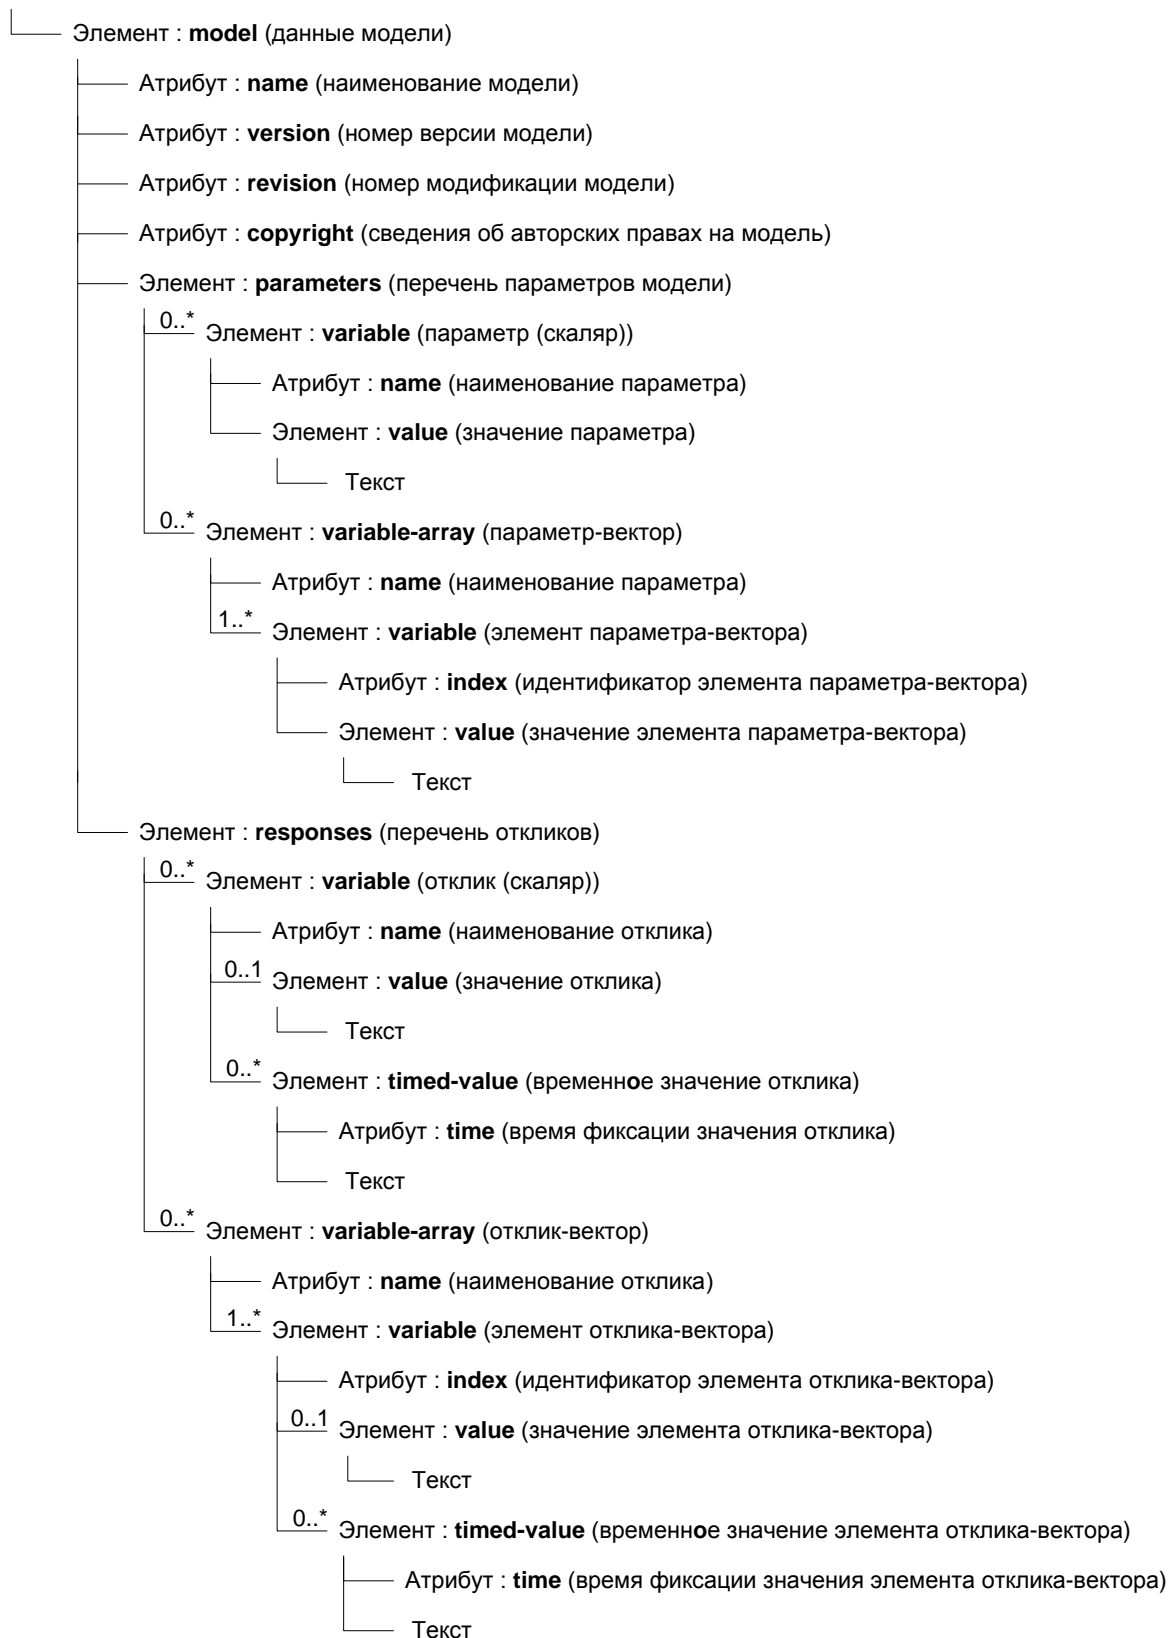 Элемент : model (данные модели)
Атрибут : name (наименование модели)
Атрибут : version (номер версии модели)
Атрибут : revision (номер модификации модели)
Атрибут : copyright (сведения об авторских правах на модель)
Элемент : parameters (перечень параметров модели)
0..* Элемент : variable (параметр (скаляр))
Атрибут : name (наименование параметра)
Элемент : value (значение параметра)
Текст
0..* Элемент : variable-array (параметр-вектор)
Атрибут : name (наименование параметра)
1..* Элемент : variable (элемент параметра-вектора)
Атрибут : index (идентификатор элемента параметра-вектора)
Элемент : value (значение элемента параметра-вектора)
Текст
Элемент : responses (перечень откликов)
0..* Элемент : variable (отклик (скаляр))
Атрибут : name (наименование отклика)
0..1 Элемент : value (значение отклика)
Текст
0..* Элемент : timed-value (временное значение отклика)
Атрибут : time (время фиксации значения отклика)
Текст
0..* Элемент : variable-array (отклик-вектор)
Атрибут : name (наименование отклика)
1..* Элемент : variable (элемент отклика-вектора)
Атрибут : index (идентификатор элемента отклика-вектора)
0..1 Элемент : value (значение элемента отклика-вектора)
Текст
0..* Элемент : timed-value (временное значение элемента отклика-вектора)
Атрибут : time (время фиксации значения элемента отклика-вектора)
Текст